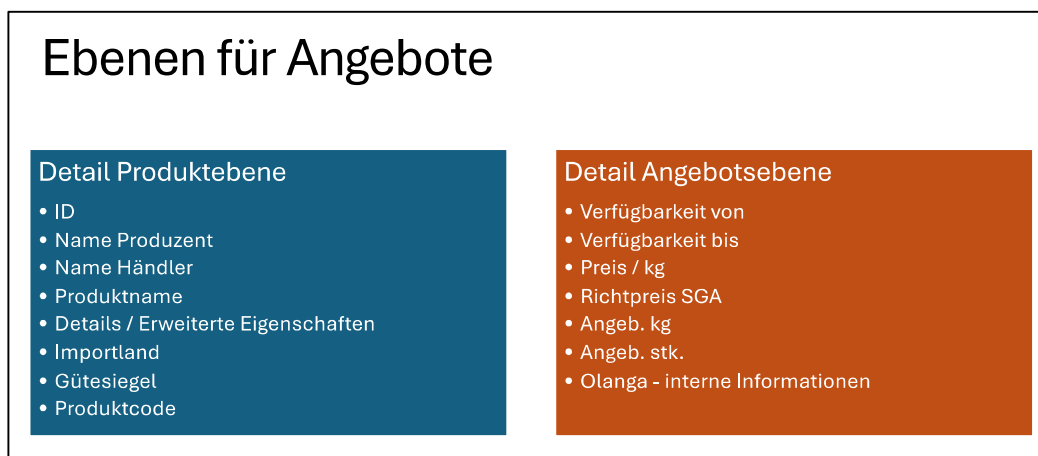 Ebenen für Angebote
Detail Produktebene
• ID
• Name Produzent
• Name Händler
• Produktname
• Details / Erweiterte Eigenschaften
• Importland
• Gütesiegel
• Produktcode
Detail Angebotsebene
• Verfügbarkeit von
• Verfügbarkeit bis
• Preis / kg
• Richtpreis SGA
• Angeb. kg
• Angeb. stk.
• Olanga - interne Informationen